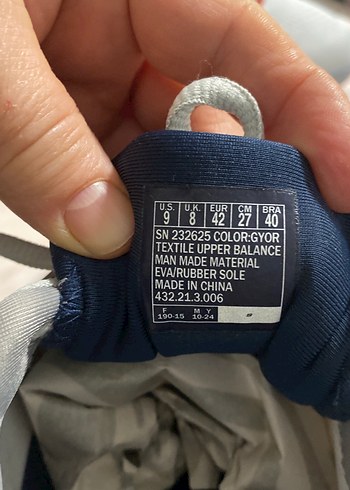 U.S. U.K. EUR CM BRA
9 8 42 27 40
SN 232625 COLOR:GYOR
TEXTILE UPPER BALANCE
MAN MADE MATERIAL
EVA/RUBBER SOLE
MADE IN CHINA
432.21.3.006
F M Y
190-15 10-24